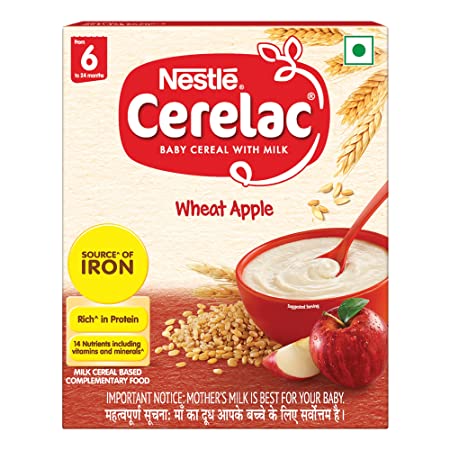 from
6
to 24 months
Nestlé®
Cerelac®
BABY CEREAL WITH MILK
Wheat Apple
SOURCE^ OF
IRON
Rich^ in Protein
14 Nutrients including
vitamins and minerals^
MILK CEREAL BASED
COMPLEMENTARY FOOD
Suggested Serving
IMPORTANT NOTICE: MOTHER'S MILK IS BEST FOR YOUR BABY.
महत्वपूर्ण सूचना: माँ का दूध आपके बच्चे के लिए सर्वोत्तम है।